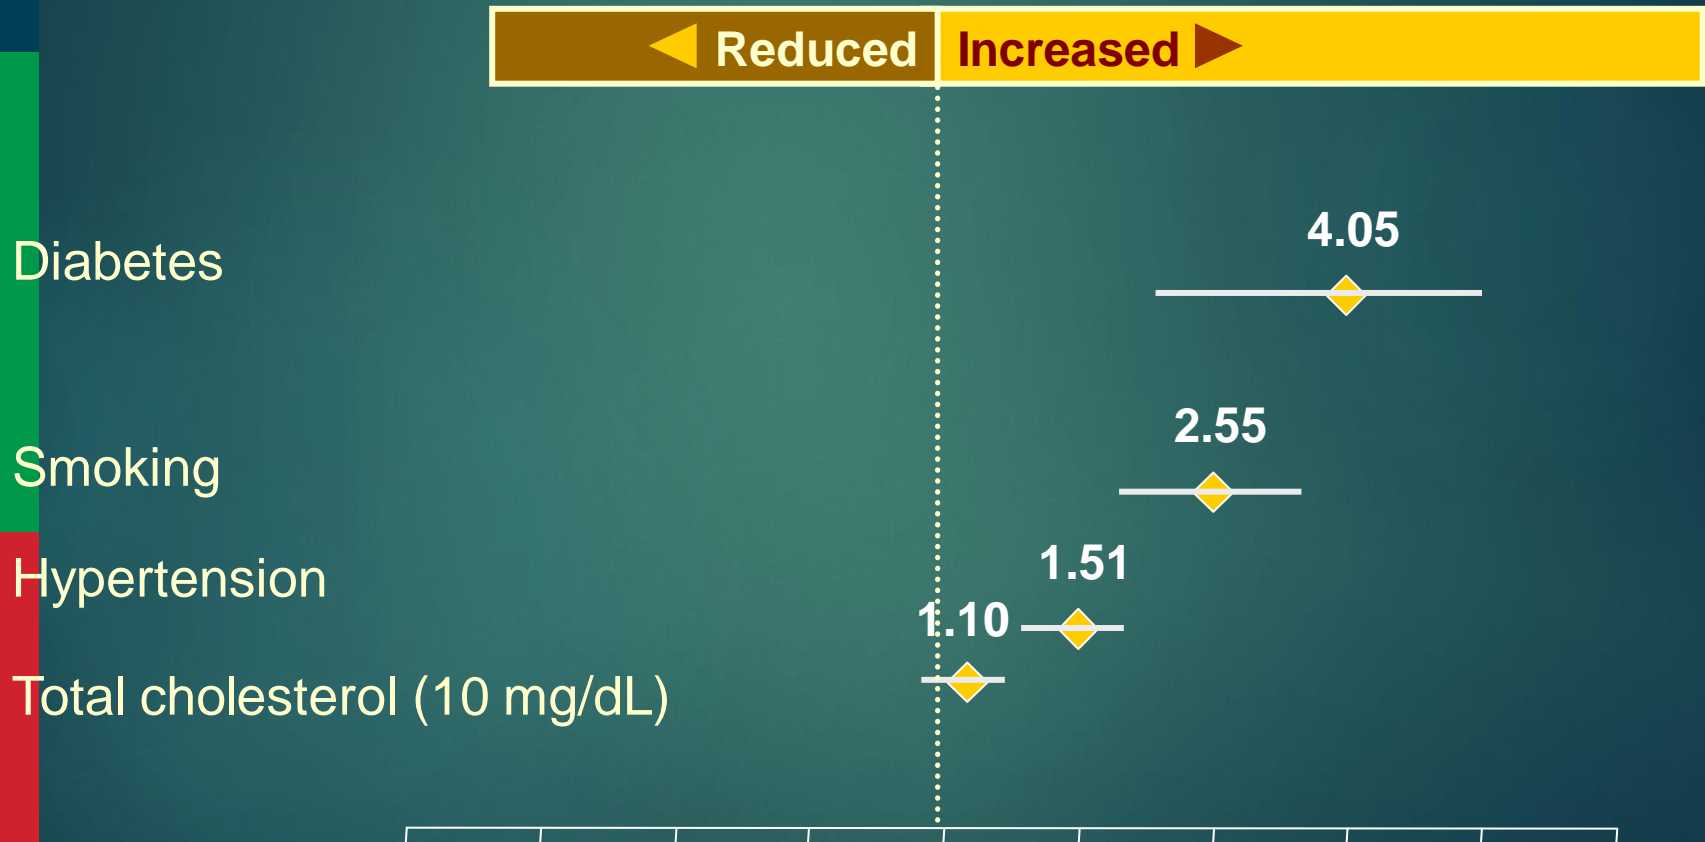 Reduced Increased
4.05
Diabetes
2.55
Smoking
1.51
Hypertension
1.10
Total cholesterol (10 mg/dL)